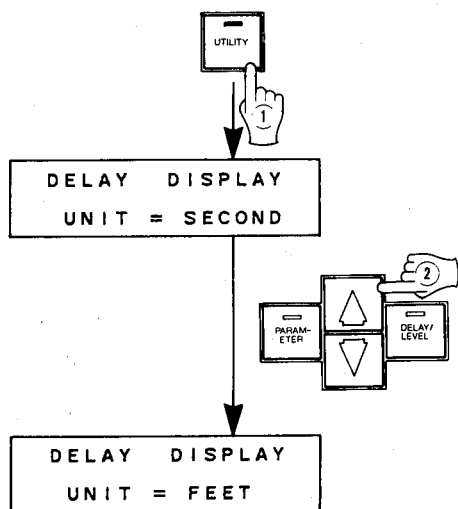 UTILITY
1
DELAY DISPLAY
UNIT = SECOND
2
PARAM-
ETER
DELAY/
LEVEL
DELAY DISPLAY
UNIT = FEET